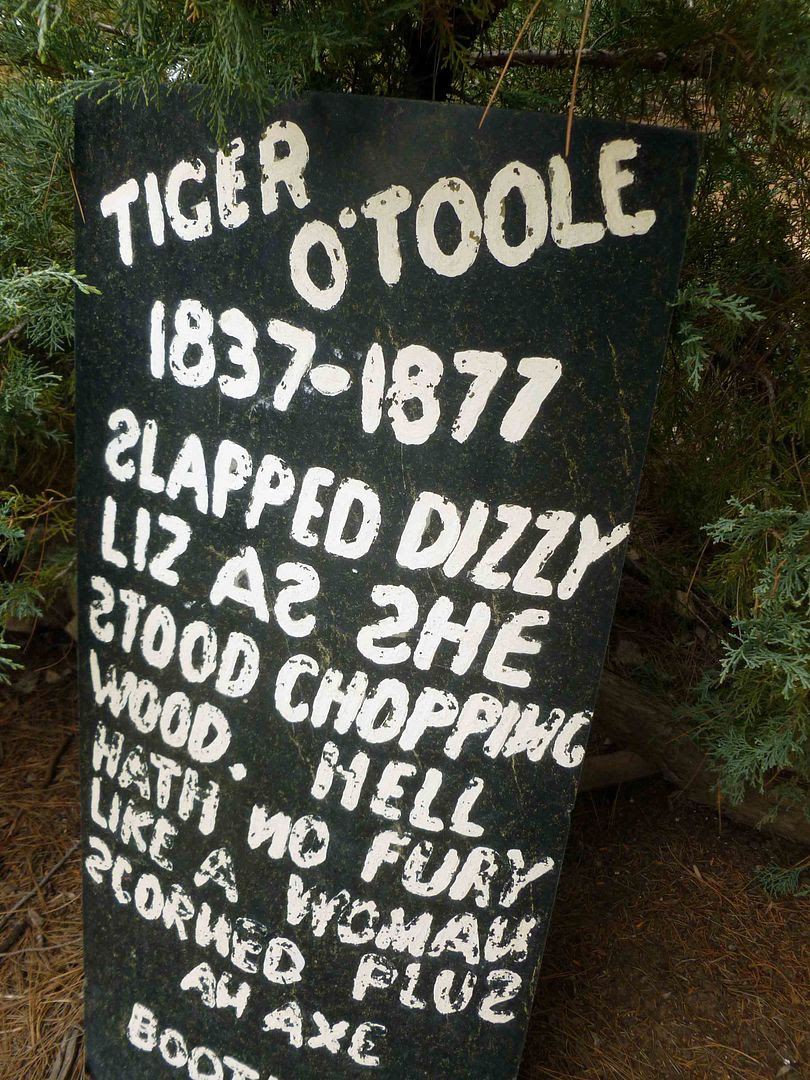 TIGER
O'TOOLE
1837-1877
SLAPPED DIZZY
LIZ AS SHE
STOOD CHOPPING
WOOD. HELL
HATH NO FURY
LIKE A WOMAN
SCORNED PLUS
AN AXE